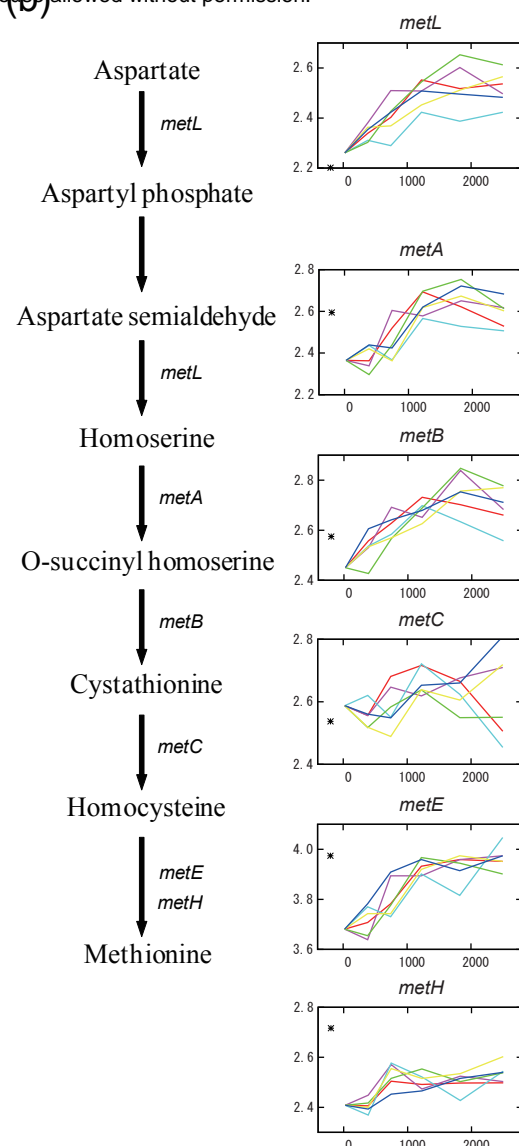 allowed without permission.
(b)
Aspartate
metL
Aspartyl phosphate
Aspartate semialdehyde
metL
Homoserine
metA
O-succinyl homoserine
metB
Cystathionine
metC
Homocysteine
metE
metH
Methionine
metL
2.6
2.4
2.2
*
0 1000 2000
metA
2.8
2.6
2.4
2.2
*
0 1000 2000
metB
2.8
2.6
2.4
*
0 1000 2000
metC
2.8
2.6
2.4
*
0 1000 2000
metE
4.0
3.8
3.6
*
0 1000 2000
metH
2.8
2.6
2.4
*
0 1000 2000